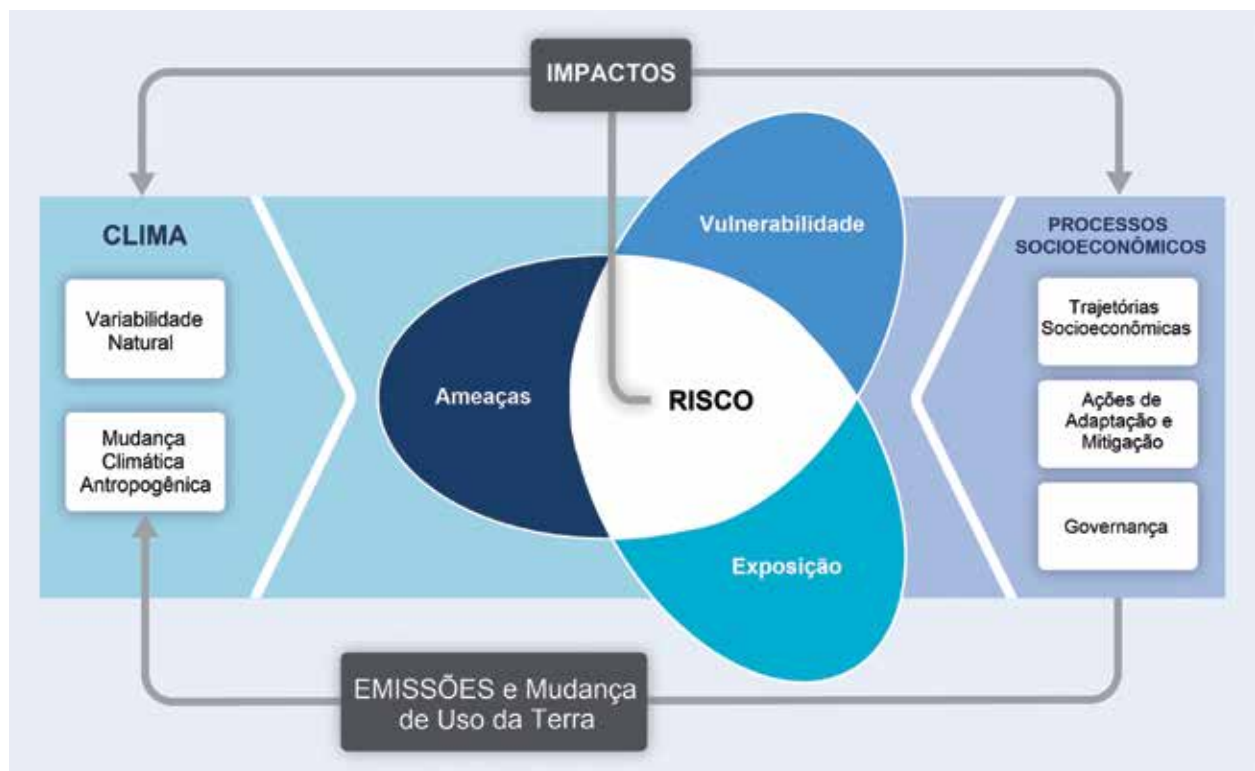 IMPACTOS
CLIMA
Variabilidade
Natural
Mudança
Climática
Antropogênica
Ameaças
Vulnerabilidade
RISCO
Exposição
PROCESSOS
SOCIOECONÔMICOS
Trajetórias
Socioeconômicas
Ações de
Adaptação e
Mitigação
Governança
EMISSÕES e Mudança
de Uso da Terra